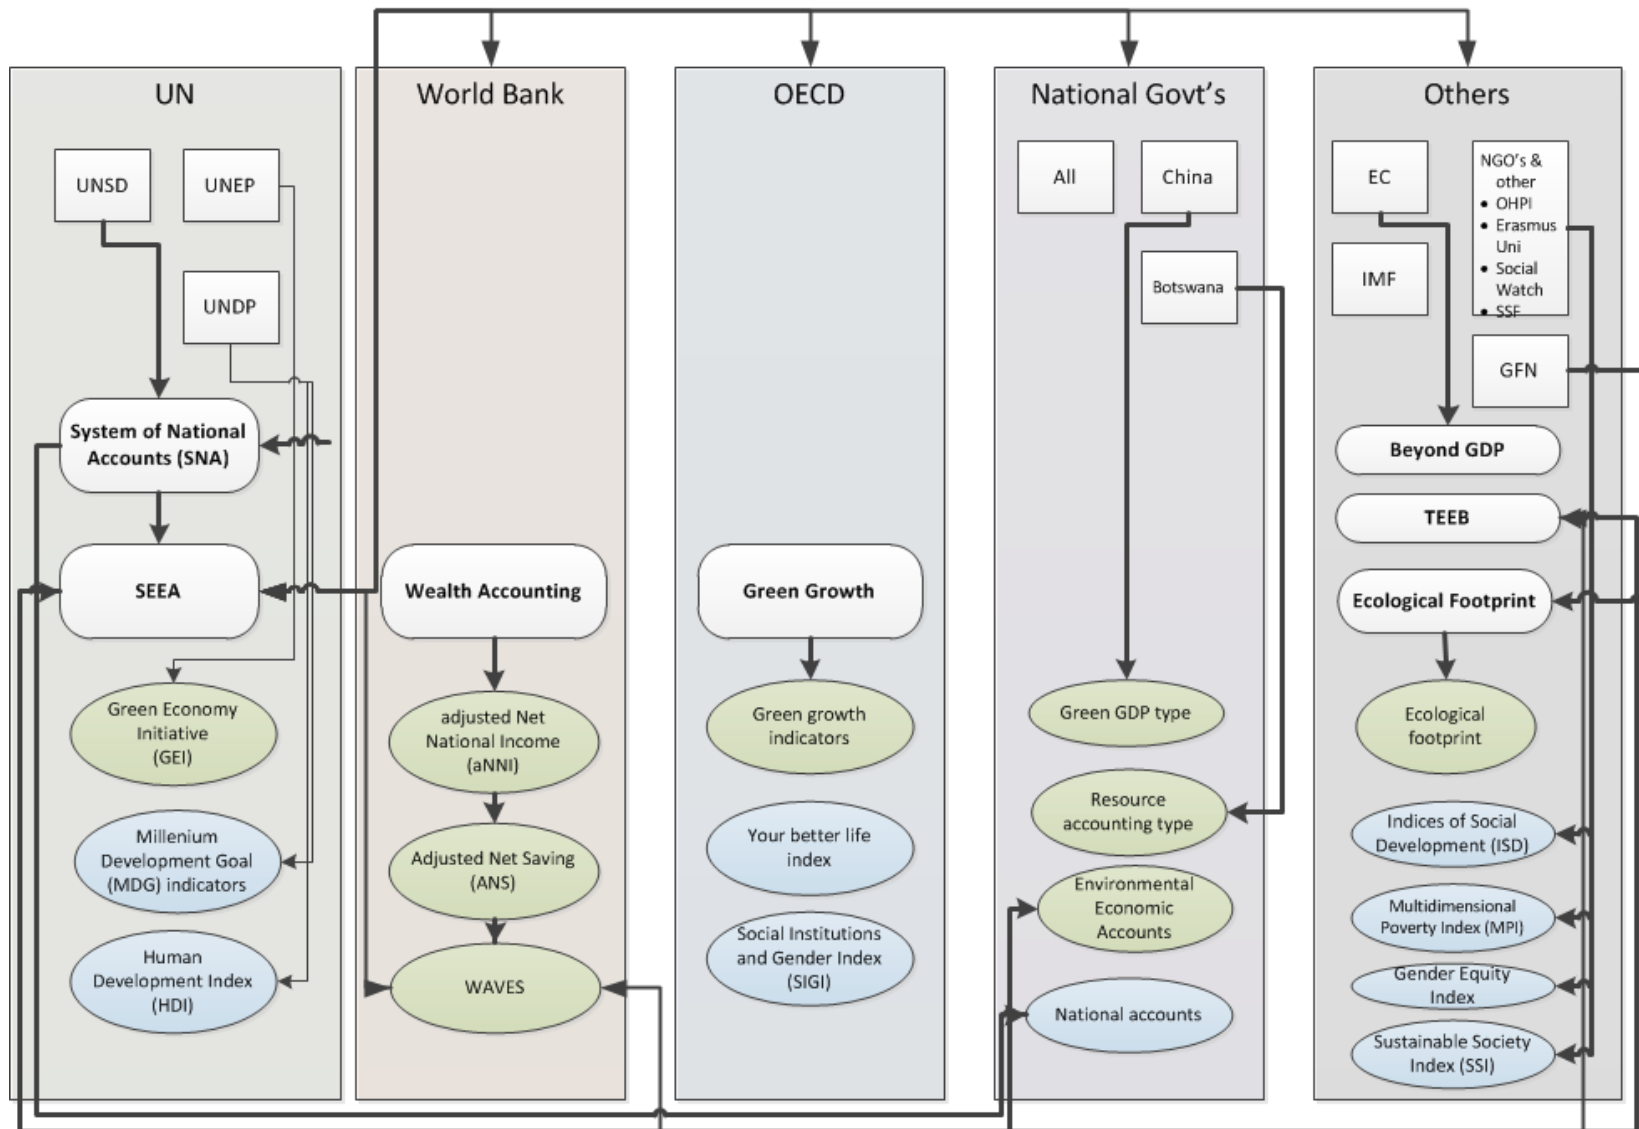 UN
UNSD
UNEP
UNDP
System of National
Accounts (SNA)
SEEA
Green Economy
Initiative
(GEI)
Millenium
Development Goal
(MDG) indicators
Human
Development Index
(HDI)
World Bank
Wealth Accounting
adjusted Net
National Income
(aNNI)
Adjusted Net Saving
(ANS)
WAVES
OECD
Green Growth
Green growth
indicators
Your better life
index
Social Institutions
and Gender Index
(SIGI)
National Govt's
All
China
Botswana
Green GDP type
Resource
accounting type
Environmental
Economic
Accounts
National accounts
Others
EC
NGO's &
other
• OHPI
• Erasmus
Uni
• Social
Watch
• SSF
IMF
GFN
Beyond GDP
TEEB
Ecological Footprint
Ecological
footprint
Indices of Social
Development (ISD)
Multidimensional
Poverty Index (MPI)
Gender Equity
Index
Sustainable Society
Index (SSI)